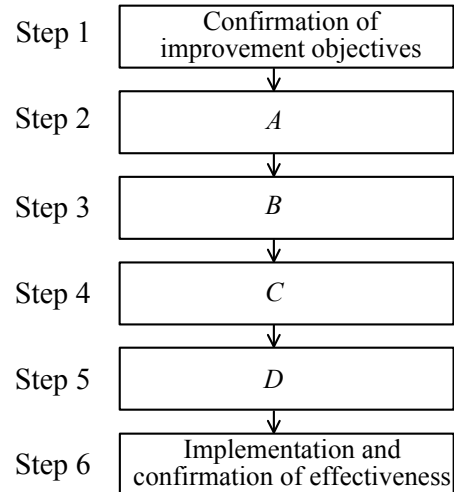 Step 1
Confirmation of
improvement objectives
Step 2
A
Step 3
B
Step 4
C
Step 5
D
Step 6
Implementation and
confirmation of effectiveness